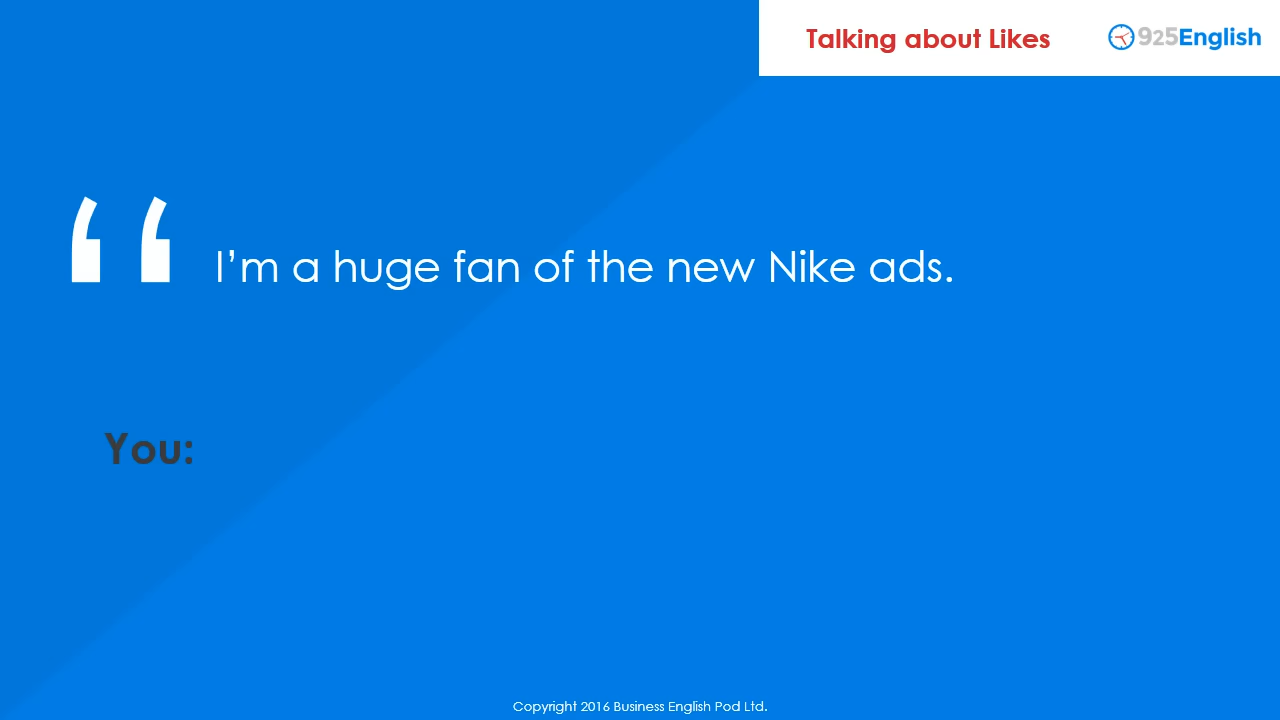 Talking about Likes
925English
“ I’m a huge fan of the new Nike ads.
You:
Copyright 2016 Business English Pod Ltd.